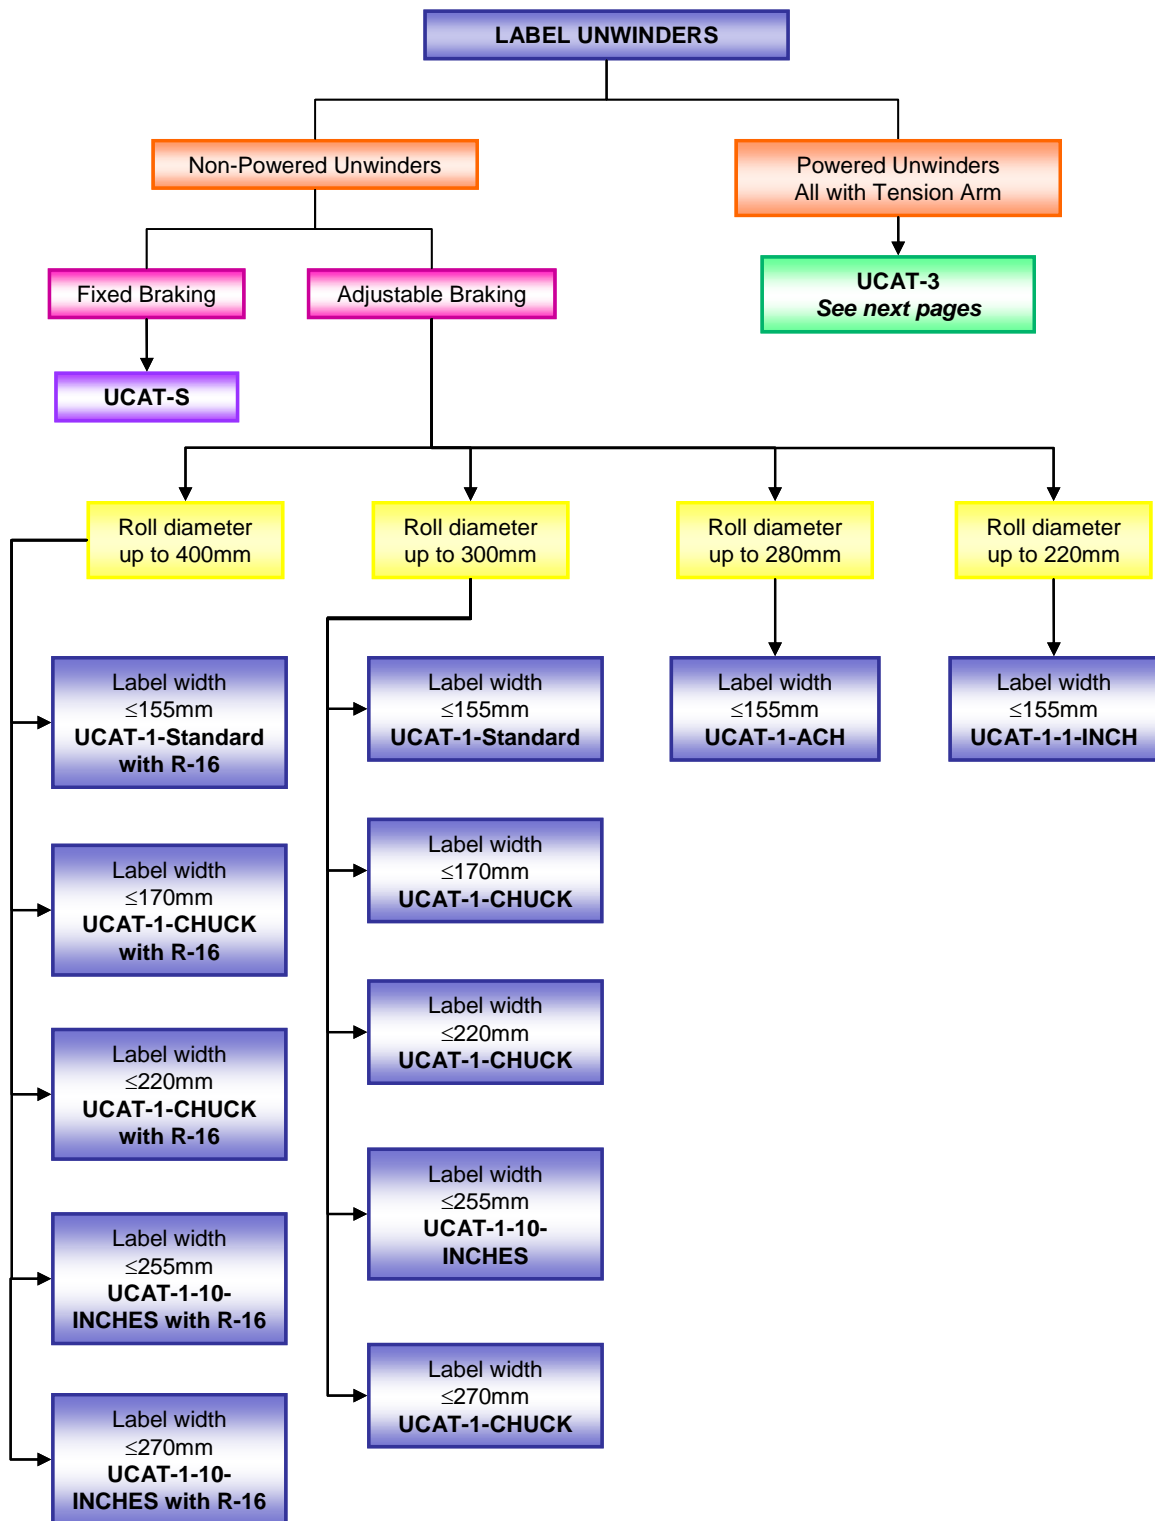 LABEL UNWINDERS
Non-Powered Unwinders
Powered Unwinders
All with Tension Arm
Fixed Braking
Adjustable Braking
UCAT-3
See next pages
UCAT-S
Roll diameter
up to 400mm
Roll diameter
up to 300mm
Roll diameter
up to 280mm
Roll diameter
up to 220mm
Label width
≤155mm
UCAT-1-Standard
with R-16
Label width
≤155mm
UCAT-1-Standard
Label width
≤155mm
UCAT-1-ACH
Label width
≤155mm
UCAT-1-1-INCH
Label width
≤170mm
UCAT-1-CHUCK
with R-16
Label width
≤170mm
UCAT-1-CHUCK
Label width
≤220mm
UCAT-1-CHUCK
with R-16
Label width
≤220mm
UCAT-1-CHUCK
Label width
≤255mm
UCAT-1-10-
INCHES with R-16
Label width
≤255mm
UCAT-1-10-
INCHES
Label width
≤270mm
UCAT-1-10-
INCHES with R-16
Label width
≤270mm
UCAT-1-CHUCK